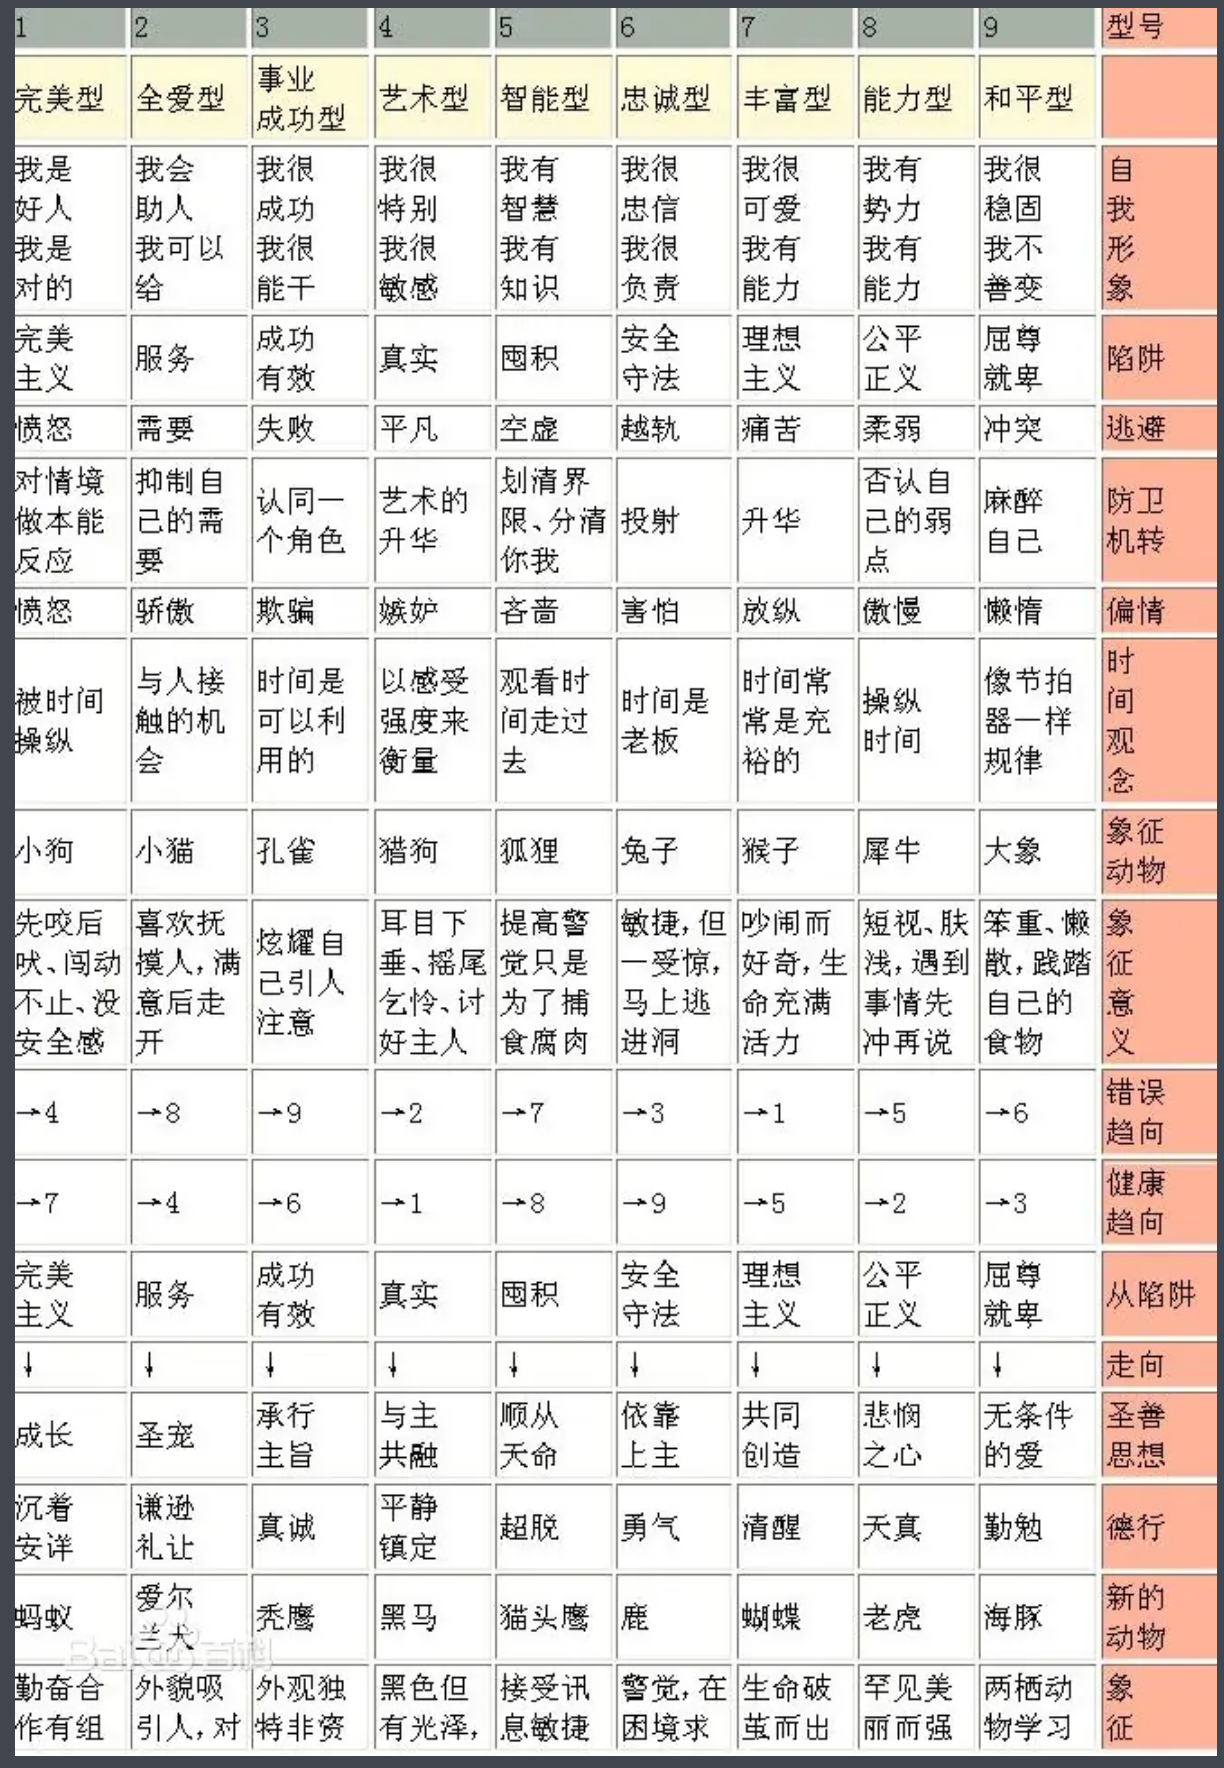 1 2 3 4 5 6 7 8 9 型号
完美型 全爱型 事业 艺术型 智能型 忠诚型 丰富型 能力型 和平型
成功型
我是 我会 我很 我很 我有 我很 我很 我有 我很 自
好人 助人 成功 特别 智慧 忠信 可爱 势力 稳固 我
我是 我可以 我很 我很 我有 我很 我有 我有 我不 形
对的 给 能干 敏感 知识 负责 能力 能力 善变 象
完美 服务 成功 真实 囤积 安全 理想 公平 屈尊 陷阱
主义 有效 守法 主义 正义 就卑
愤怒 需要 失败 平凡 空虚 越轨 痛苦 柔弱 冲突 逃避
对情境 抑制自 认同一 艺术的 划清界 投射 升华 否认自 麻醉 防卫
做本能 己的需 个角色 升华 限、分清 己的弱 自己 机转
反应 要 你我 点
愤怒 骄傲 欺骗 嫉妒 吝啬 害怕 放纵 傲慢 懒惰 偏情
被时间 与人接 时间是 以感受 观看时 时间是 时间常 操纵 像节拍 时
操纵 触的机 可以利 强度来 间走过 老板 常是充 时间 器一样 间
会 用的 衡量 去 裕的 规律 观
念
小狗 小猫 孔雀 猎狗 狐狸 兔子 猴子 犀牛 大象 象征
动物
先咬后 喜欢抚 炫耀自 耳目下 提高警 敏捷，但 吵闹而 短视、肤 笨重、懒 象
吠、闯动 摸人，满 己引人 垂、摇尾 觉只是 一受惊， 好奇，生 浅，遇到 散，践踏 征
不止、没 意后走 注意 乞怜、讨 为了捕 马上逃 命充满 事情先 自己的 意
安全感 开 好主人 食腐肉 进洞 活力 冲再说 食物 义
→4 →8 →9 →2 →7 →3 →1 →5 →6 错误
趋向
→7 →4 →6 →1 →8 →9 →5 →2 →3 健康
趋向
完美 服务 成功 真实 囤积 安全 理想 公平 屈尊 从陷阱
主义 有效 守法 主义 正义 就卑
↓ ↓ ↓ ↓ ↓ ↓ ↓ ↓ ↓ 走向
成长 圣宠 承行 与主 顺从 依靠 共同 悲悯 无条件 圣善
主旨 共融 天命 上主 创造 之心 的爱 思想
沉着 谦逊 真诚 平静 超脱 勇气 清醒 天真 勤勉 德行
安详 礼让 镇定
蚂蚁 爱尔 秃鹰 黑马 猫头鹰 鹿 蝴蝶 老虎 海豚 新的
兰犬 动物
Bai百科
勤奋合 外貌吸 外观独 黑色但 接受讯 警觉，在 生命破 罕见美 两栖动 象
作有组 引人，对 特非资 有光泽， 息敏捷 困境求 茧而出 丽而强 物学习 征